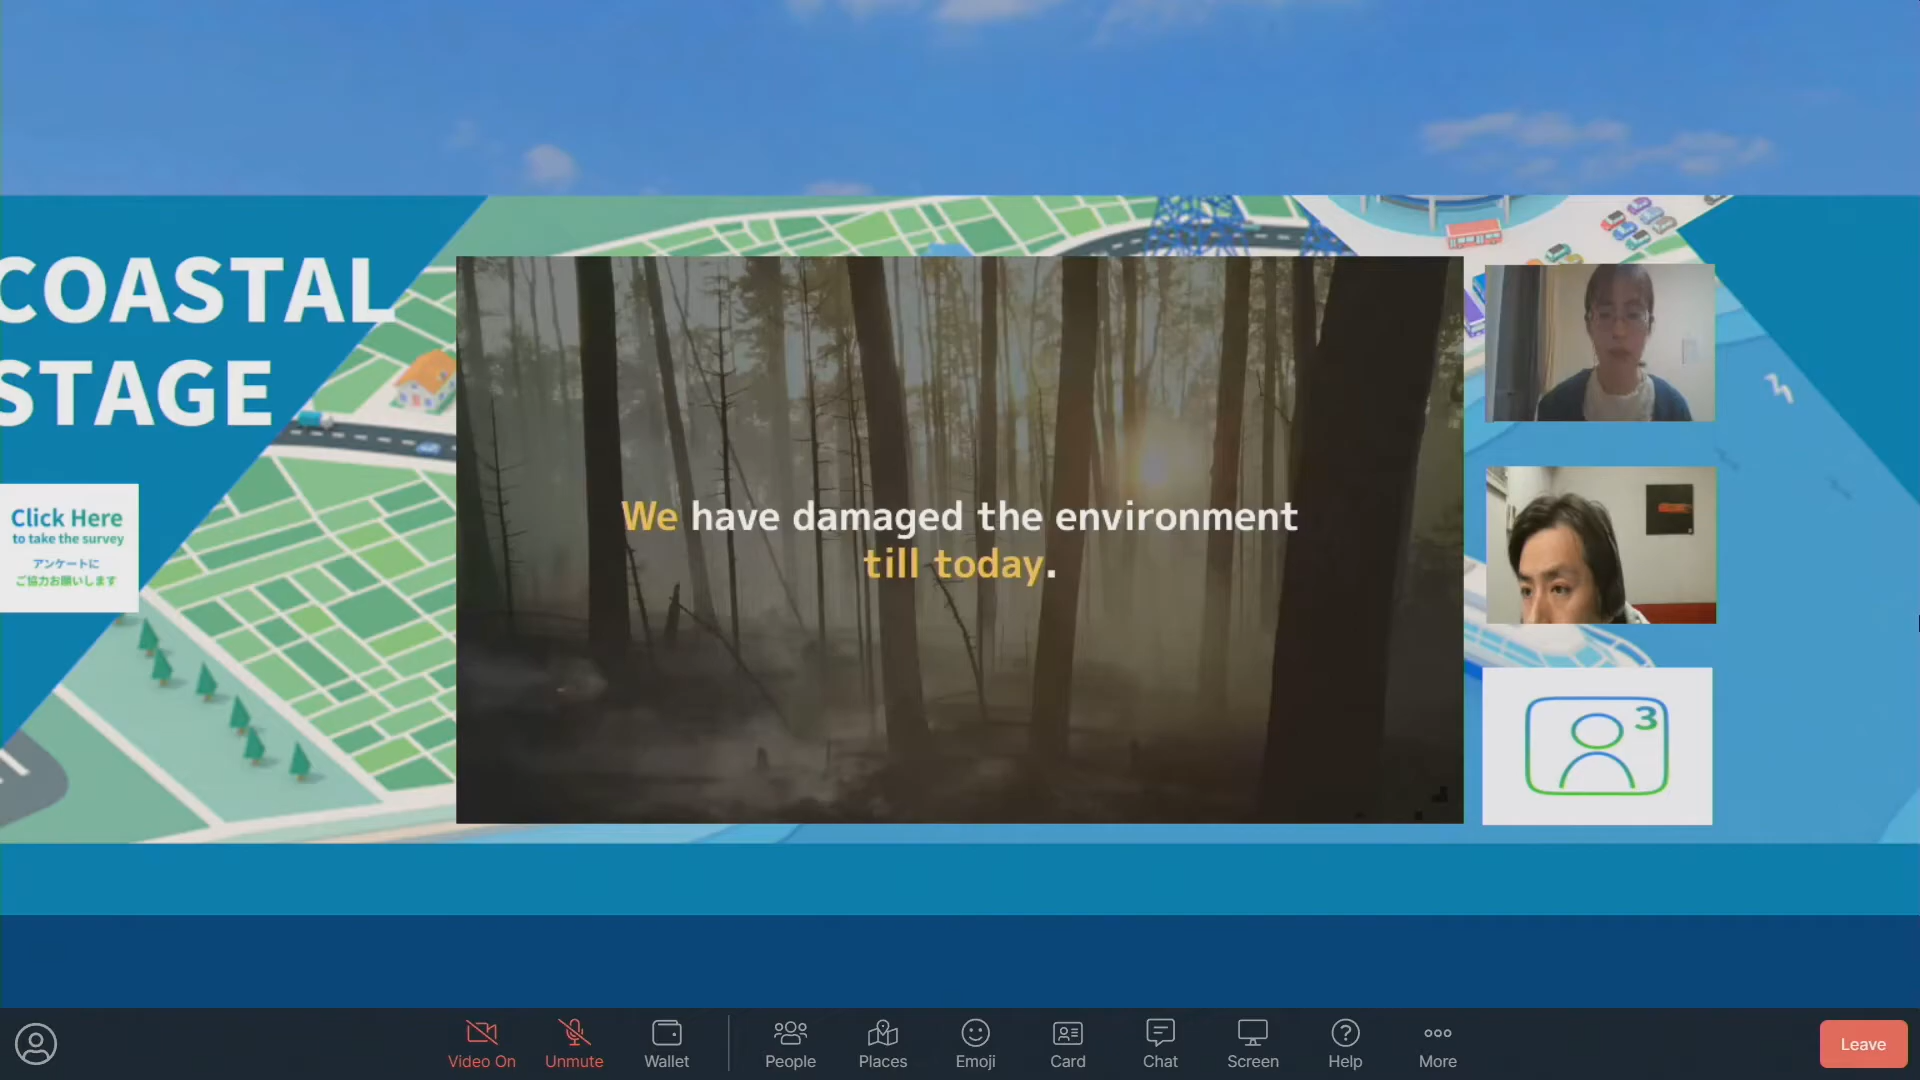 COASTAL
STAGE
Click Here
to take the survey
アンケートに
ご協力お願いします
We have damaged the environment
till today.
3
Video On
Unmute
Wallet
People
Places
Emoji
Card
Chat
Screen
Help
More
Leave